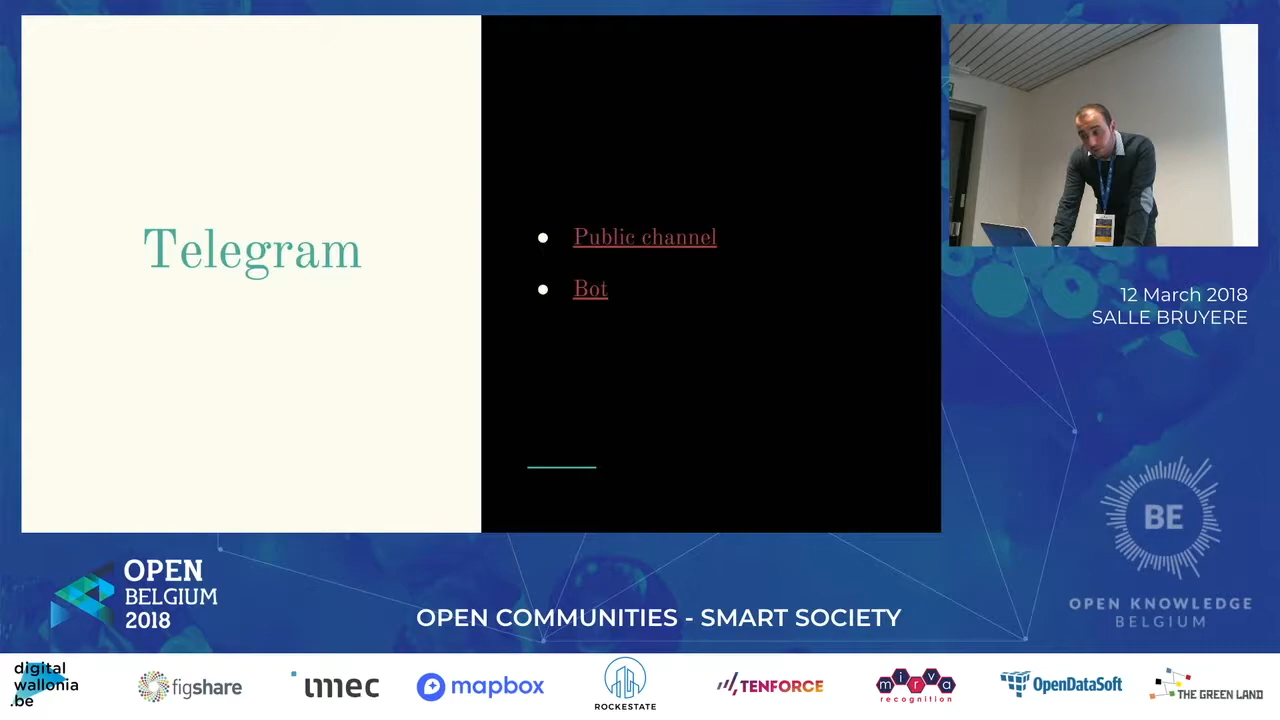 Telegram
Public channel
Bot
12 March 2018
SALLE BRUYERE
BE
OPEN KNOWLEDGE
BELGIUM
OPEN
BELGIUM
2018
OPEN COMMUNITIES - SMART SOCIETY
digital
wallonia
.be
figshare
imec
mapbox
ROCKESTATE
TENFORCE
mirva
recognition
OpenDataSoft
THE GREEN LAND